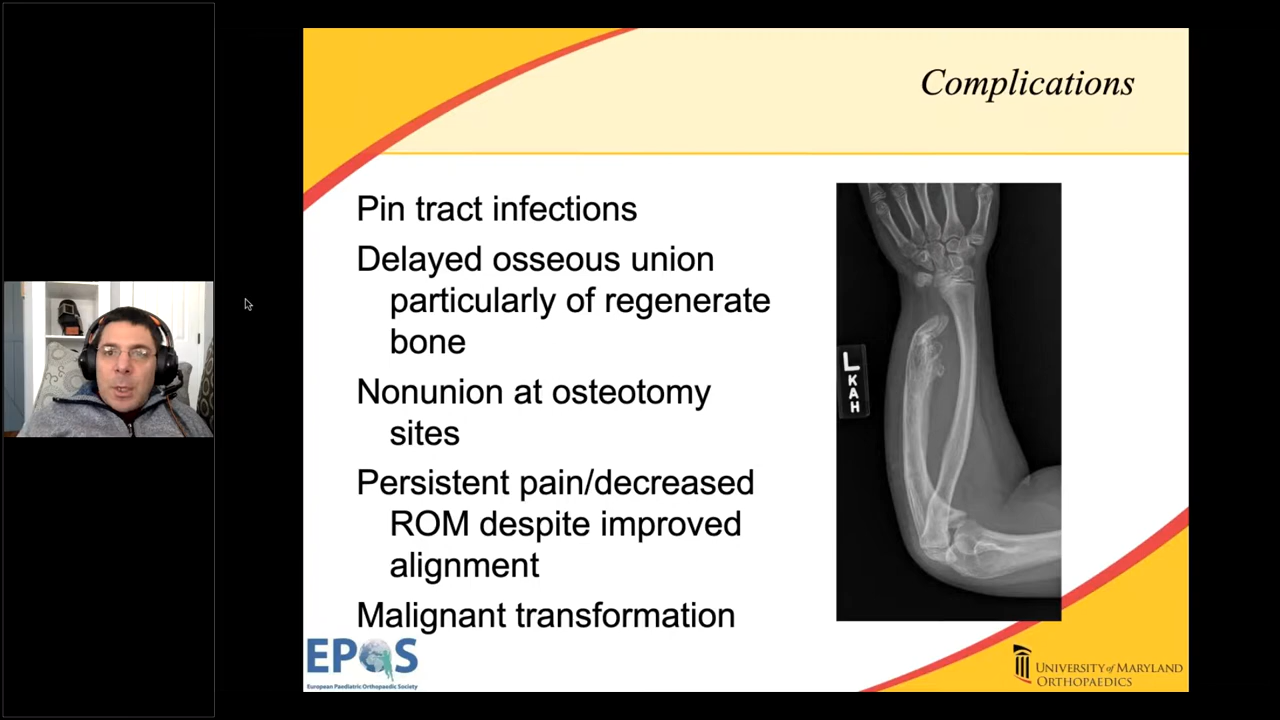 Complications
Pin tract infections
Delayed osseous union
particularly of regenerate
bone
Nonunion at osteotomy
sites
Persistent pain/decreased
ROM despite improved
alignment
Malignant transformation
L
K
A
H
EPOS
European Paediatric Orthopaedic Society
UNIVERSITY of MARYLAND
ORTHOPAEDICS